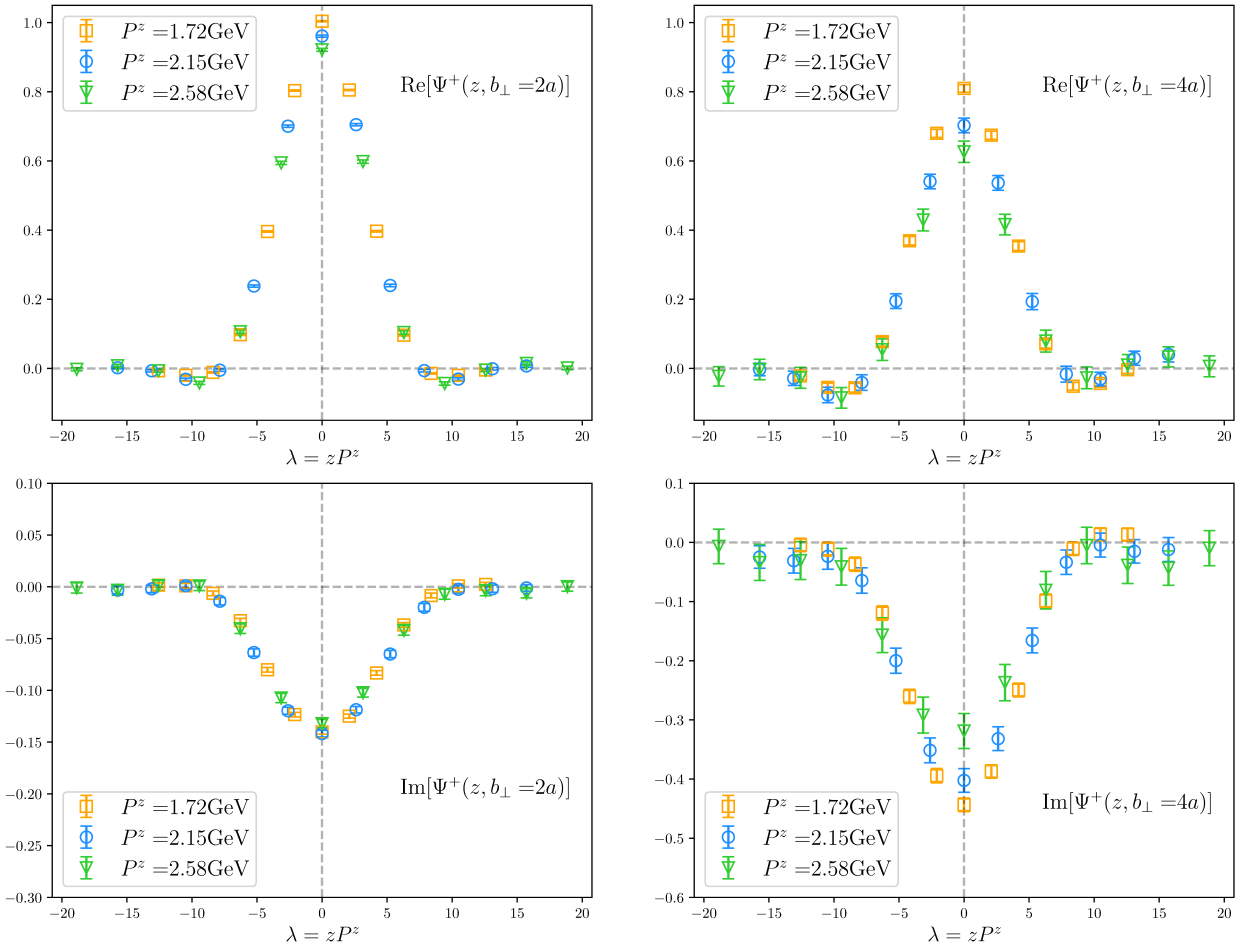 1.0
0.8
0.6
0.4
0.2
0.0
P^z =1.72GeV
P^z =2.15GeV
P^z =2.58GeV
Re[Ψ⁺(z, b⊥ =2a)]
−20 −15 −10 −5 0 5 10 15 20
λ = zP^z
1.0
0.8
0.6
0.4
0.2
0.0
P^z =1.72GeV
P^z =2.15GeV
P^z =2.58GeV
Re[Ψ⁺(z, b⊥ =4a)]
−20 −15 −10 −5 0 5 10 15 20
λ = zP^z
0.10
0.05
0.00
−0.05
−0.10
−0.15
−0.20
−0.25
−0.30
Im[Ψ⁺(z, b⊥ =2a)]
P^z =1.72GeV
P^z =2.15GeV
P^z =2.58GeV
−20 −15 −10 −5 0 5 10 15 20
λ = zP^z
0.1
0.0
−0.1
−0.2
−0.3
−0.4
−0.5
−0.6
Im[Ψ⁺(z, b⊥ =4a)]
P^z =1.72GeV
P^z =2.15GeV
P^z =2.58GeV
−20 −15 −10 −5 0 5 10 15 20
λ = zP^z